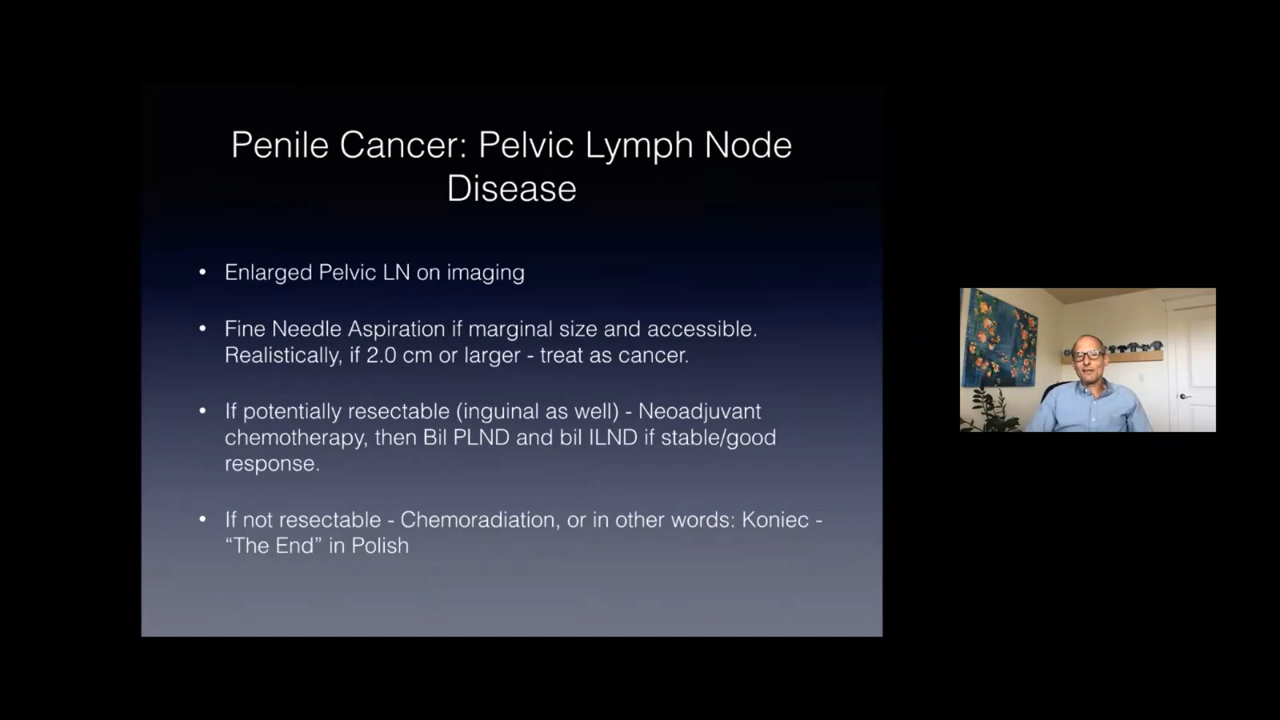 Penile Cancer: Pelvic Lymph Node
Disease
• Enlarged Pelvic LN on imaging
• Fine Needle Aspiration if marginal size and accessible.
Realistically, if 2.0 cm or larger - treat as cancer.
• If potentially resectable (inguinal as well) - Neoadjuvant
chemotherapy, then Bil PLND and bil ILND if stable/good
response.
• If not resectable - Chemoradiation, or in other words: Koniec -
“The End” in Polish